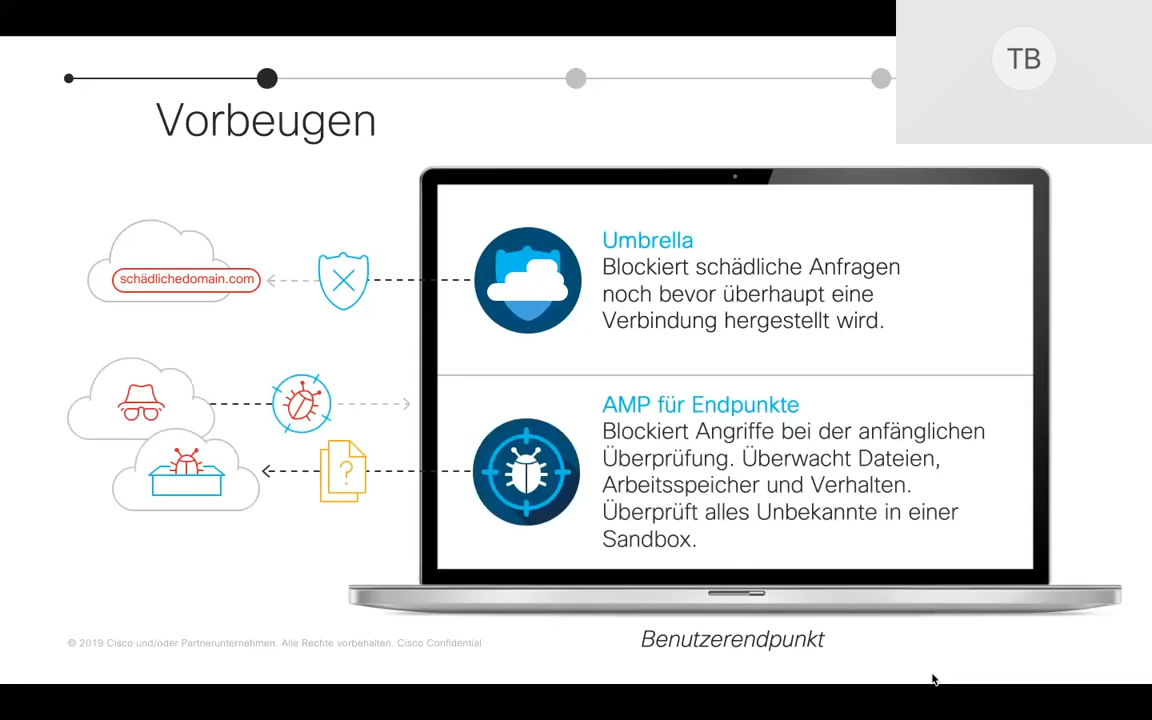 TB
Vorbeugen
schädlichedomain.com
Umbrella
Blockiert schädliche Anfragen
noch bevor überhaupt eine
Verbindung hergestellt wird.
AMP für Endpunkte
Blockiert Angriffe bei der anfänglichen
Überprüfung. Überwacht Dateien,
Arbeitsspeicher und Verhalten.
Überprüft alles Unbekannte in einer
Sandbox.
?
Benutzerendpunkt
© 2019 Cisco und/oder Partnerunternehmen. Alle Rechte vorbehalten. Cisco Confidential